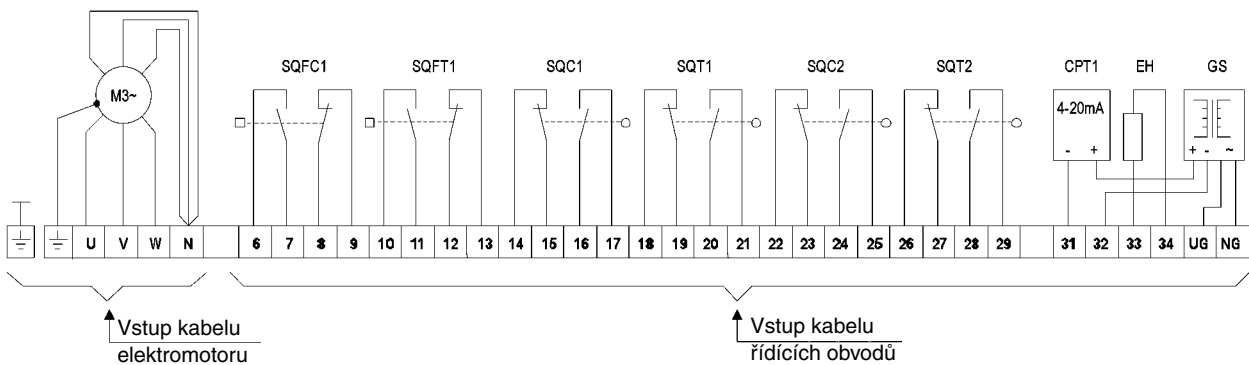 SQFC1 SQFT1 SQC1 SQT1 SQC2 SQT2 CPT1 EH GS
M3~
4-20mA
- + + - ~
U V W N 6 7 8 9 10 11 12 13 14 15 16 17 18 19 20 21 22 23 24 25 26 27 28 29 31 32 33 34 UG NG
Vstup kabelu
elektromotoru
Vstup kabelu
řídících obvodů